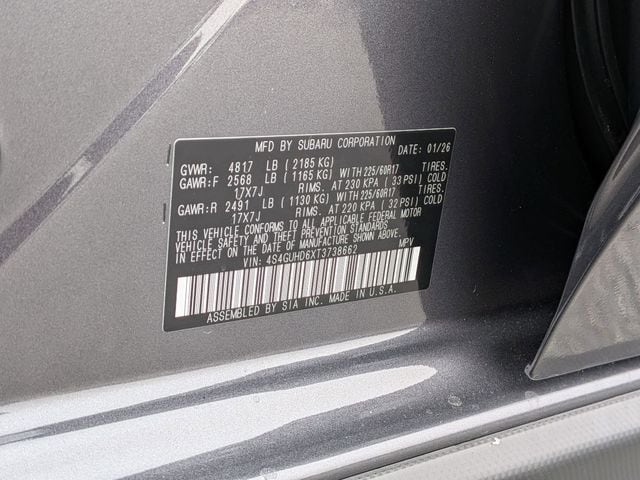 MFD BY SUBARU CORPORATION DATE: 01/26
GVWR: 4817 LB (2185 KG)
GAWR:F 2568 LB (1165 KG) WITH 225/60R17 TIRES.
17X7J RIMS. AT 230 KPA (33 PSI) COLD
GAWR:R 2491 LB (1130 KG) WITH 225/60R17 TIRES.
17X7J RIMS. AT 220 KPA (32 PSI) COLD
THIS VEHICLE CONFORMS TO ALL APPLICABLE FEDERAL MOTOR
VEHICLE SAFETY AND THEFT PREVENTION STANDARDS IN
EFFECT ON THE DATE OF MANUFACTURE SHOWN ABOVE.
VIN: 4S4GUHD6XT3738662 MPV
ASSEMBLED BY SIA INC. MADE IN U.S.A.